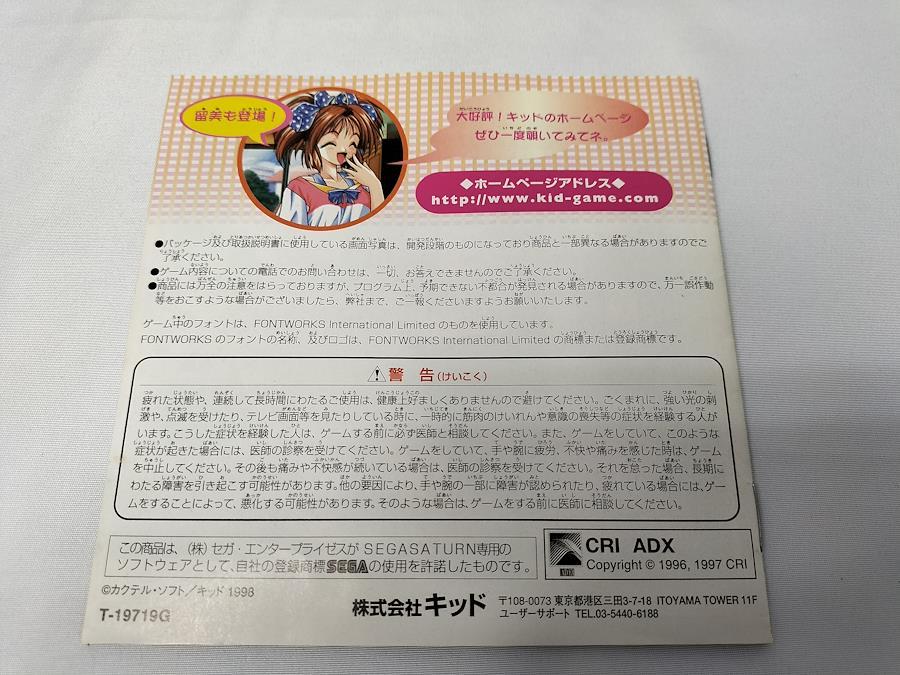 留美も登場！
大好評！キッドのホームページ
ぜひ一度覗いてみてネ。
◆ホームページアドレス◆
http://www.kid-game.com
●パッケージ及び取扱説明書に使用している画面写真は、開発段階のものになっており商品と一部異なる場合がありますのでご
了承ください。
●ゲーム内容についての電話でのお問い合わせは、一切、お答えできませんのでご了承ください。
●商品には万全の注意をはらっておりますが、プログラム上、予期できない不都合が発見される場合がありますので、万一誤作動
等をおこすような場合がございましたら、弊社まで、ご一報くださいますようお願いいたします。
ゲーム中のフォントは、FONTWORKS International Limited のものを使用しています。
FONTWORKS のフォントの名称、及びロゴは、FONTWORKS International Limited の商標または登録商標です。
⚠警 告（けいこく）
疲れた状態や、連続して長時間にわたるご使用は、健康上好ましくありませんので避けてください。ごくまれに、強い光の刺
激や、点滅を受けたり、テレビ画面等を見たりしている時に、一時的に筋肉のけいれんや意識の喪失等の症状を経験する人が
います。こうした症状を経験した人は、ゲームする前に必ず医師と相談してください。また、ゲームをしていて、このような
症状が起きた場合には、医師の診察を受けてください。ゲームをしていて、手や腕に疲労、不快や痛みを感じた時は、ゲーム
を中止してください。その後も痛みや不快感が続いている場合は、医師の診察を受けてください。それを怠った場合、長期に
わたる障害を引き起こす可能性があります。他の要因により、手や腕の一部に障害が認められたり、疲れている場合には、ゲー
ムをすることによって、悪化する可能性があります。そのような場合は、ゲームをする前に医師に相談してください。
この商品は、（株）セガ・エンタープライゼスが SEGASATURN専用の
ソフトウェアとして、自社の登録商標SEGAの使用を許諾したものです。
CRI ADX
Copyright © 1996, 1997 CRI
ADX
©カクテル・ソフト／キッド 1998
T-19719G
株式会社 キッド
〒108-0073 東京都港区三田3-7-18 ITOYAMA TOWER 11F
ユーザーサポート TEL.03-5440-6188